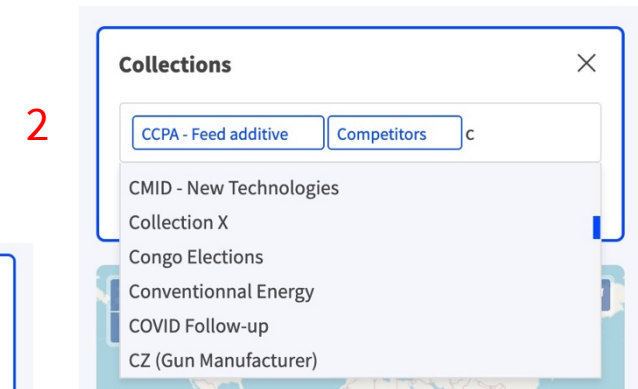 Collections
2
CCPA - Feed additive Competitors c
CMID - New Technologies
Collection X
Congo Elections
Conventionnal Energy
COVID Follow-up
CZ (Gun Manufacturer)